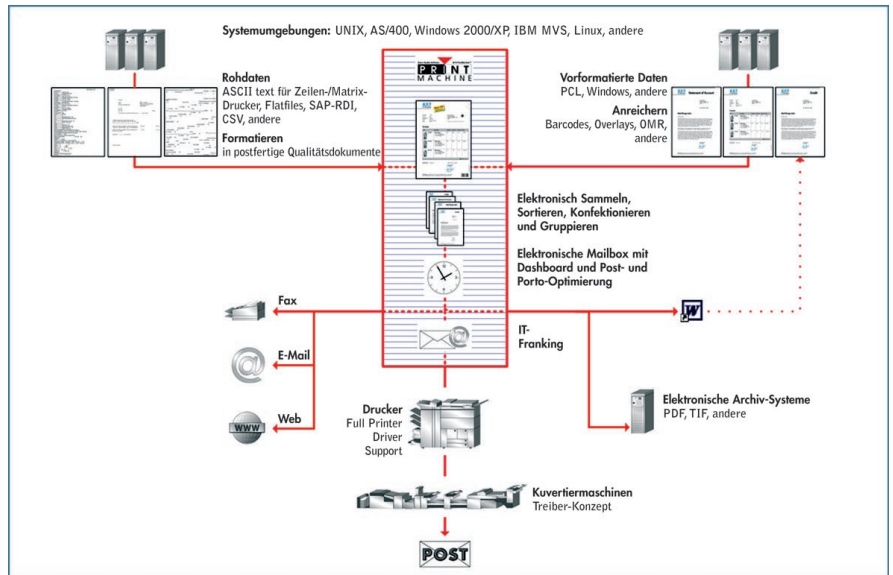 Systemumgebungen: UNIX, AS/400, Windows 2000/XP, IBM MVS, Linux, andere
PRINT
MACHINE
Rohdaten
ASCII text für Zeilen-/Matrix-
Drucker, Flatfiles, SAP-RDI,
CSV, andere
Formatieren
in postfertige Qualitätsdokumente
Vorformatierte Daten
PCL, Windows, andere
Anreichern
Barcodes, Overlays, OMR,
andere
Elektronisch Sammeln,
Sortieren, Konfektionieren
und Gruppieren
Elektronische Mailbox mit
Dashboard und Post- und
Porto-Optimierung
Fax
W
IT-
Franking
E-Mail
@
@
Web
WWW
Drucker
Full Printer
Driver
Support
Elektronische Archiv-Systeme
PDF, TIF, andere
Kuvertiermaschinen
Treiber-Konzept
POST